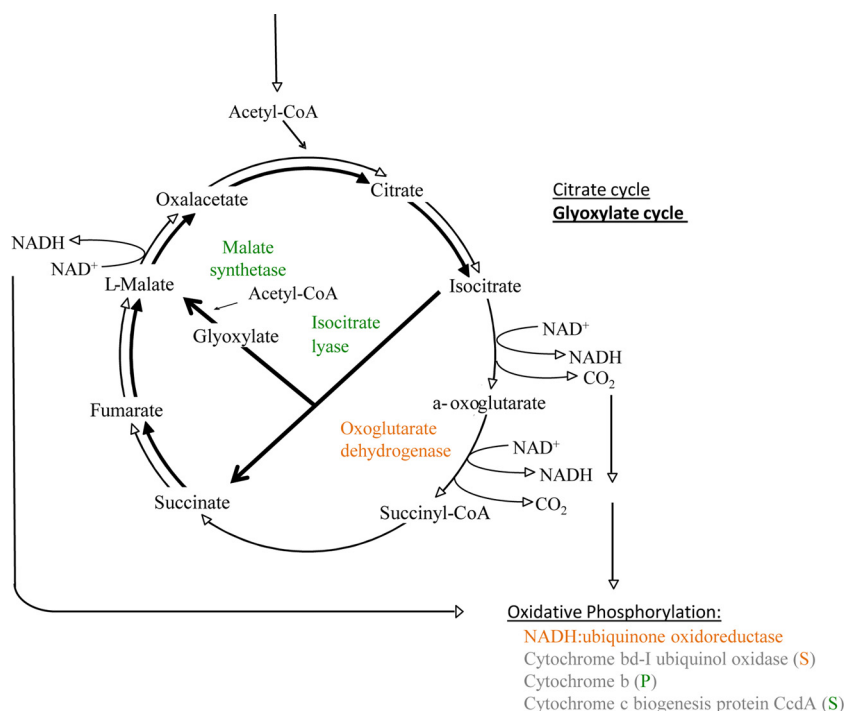 Acetyl-CoA
Oxalacetate
Citrate
Citrate cycle
Glyoxylate cycle
NADH
NAD+
L-Malate
Malate
synthetase
Acetyl-CoA
Isocitrate
Glyoxylate
Isocitrate
lyase
NAD+
NADH
CO2
Fumarate
a-oxoglutarate
Oxoglutarate
dehydrogenase
NAD+
NADH
CO2
Succinate
Succinyl-CoA
Oxidative Phosphorylation:
NADH:ubiquinone oxidoreductase
Cytochrome bd-I ubiquinol oxidase (S)
Cytochrome b (P)
Cytochrome c biogenesis protein CcdA (S)